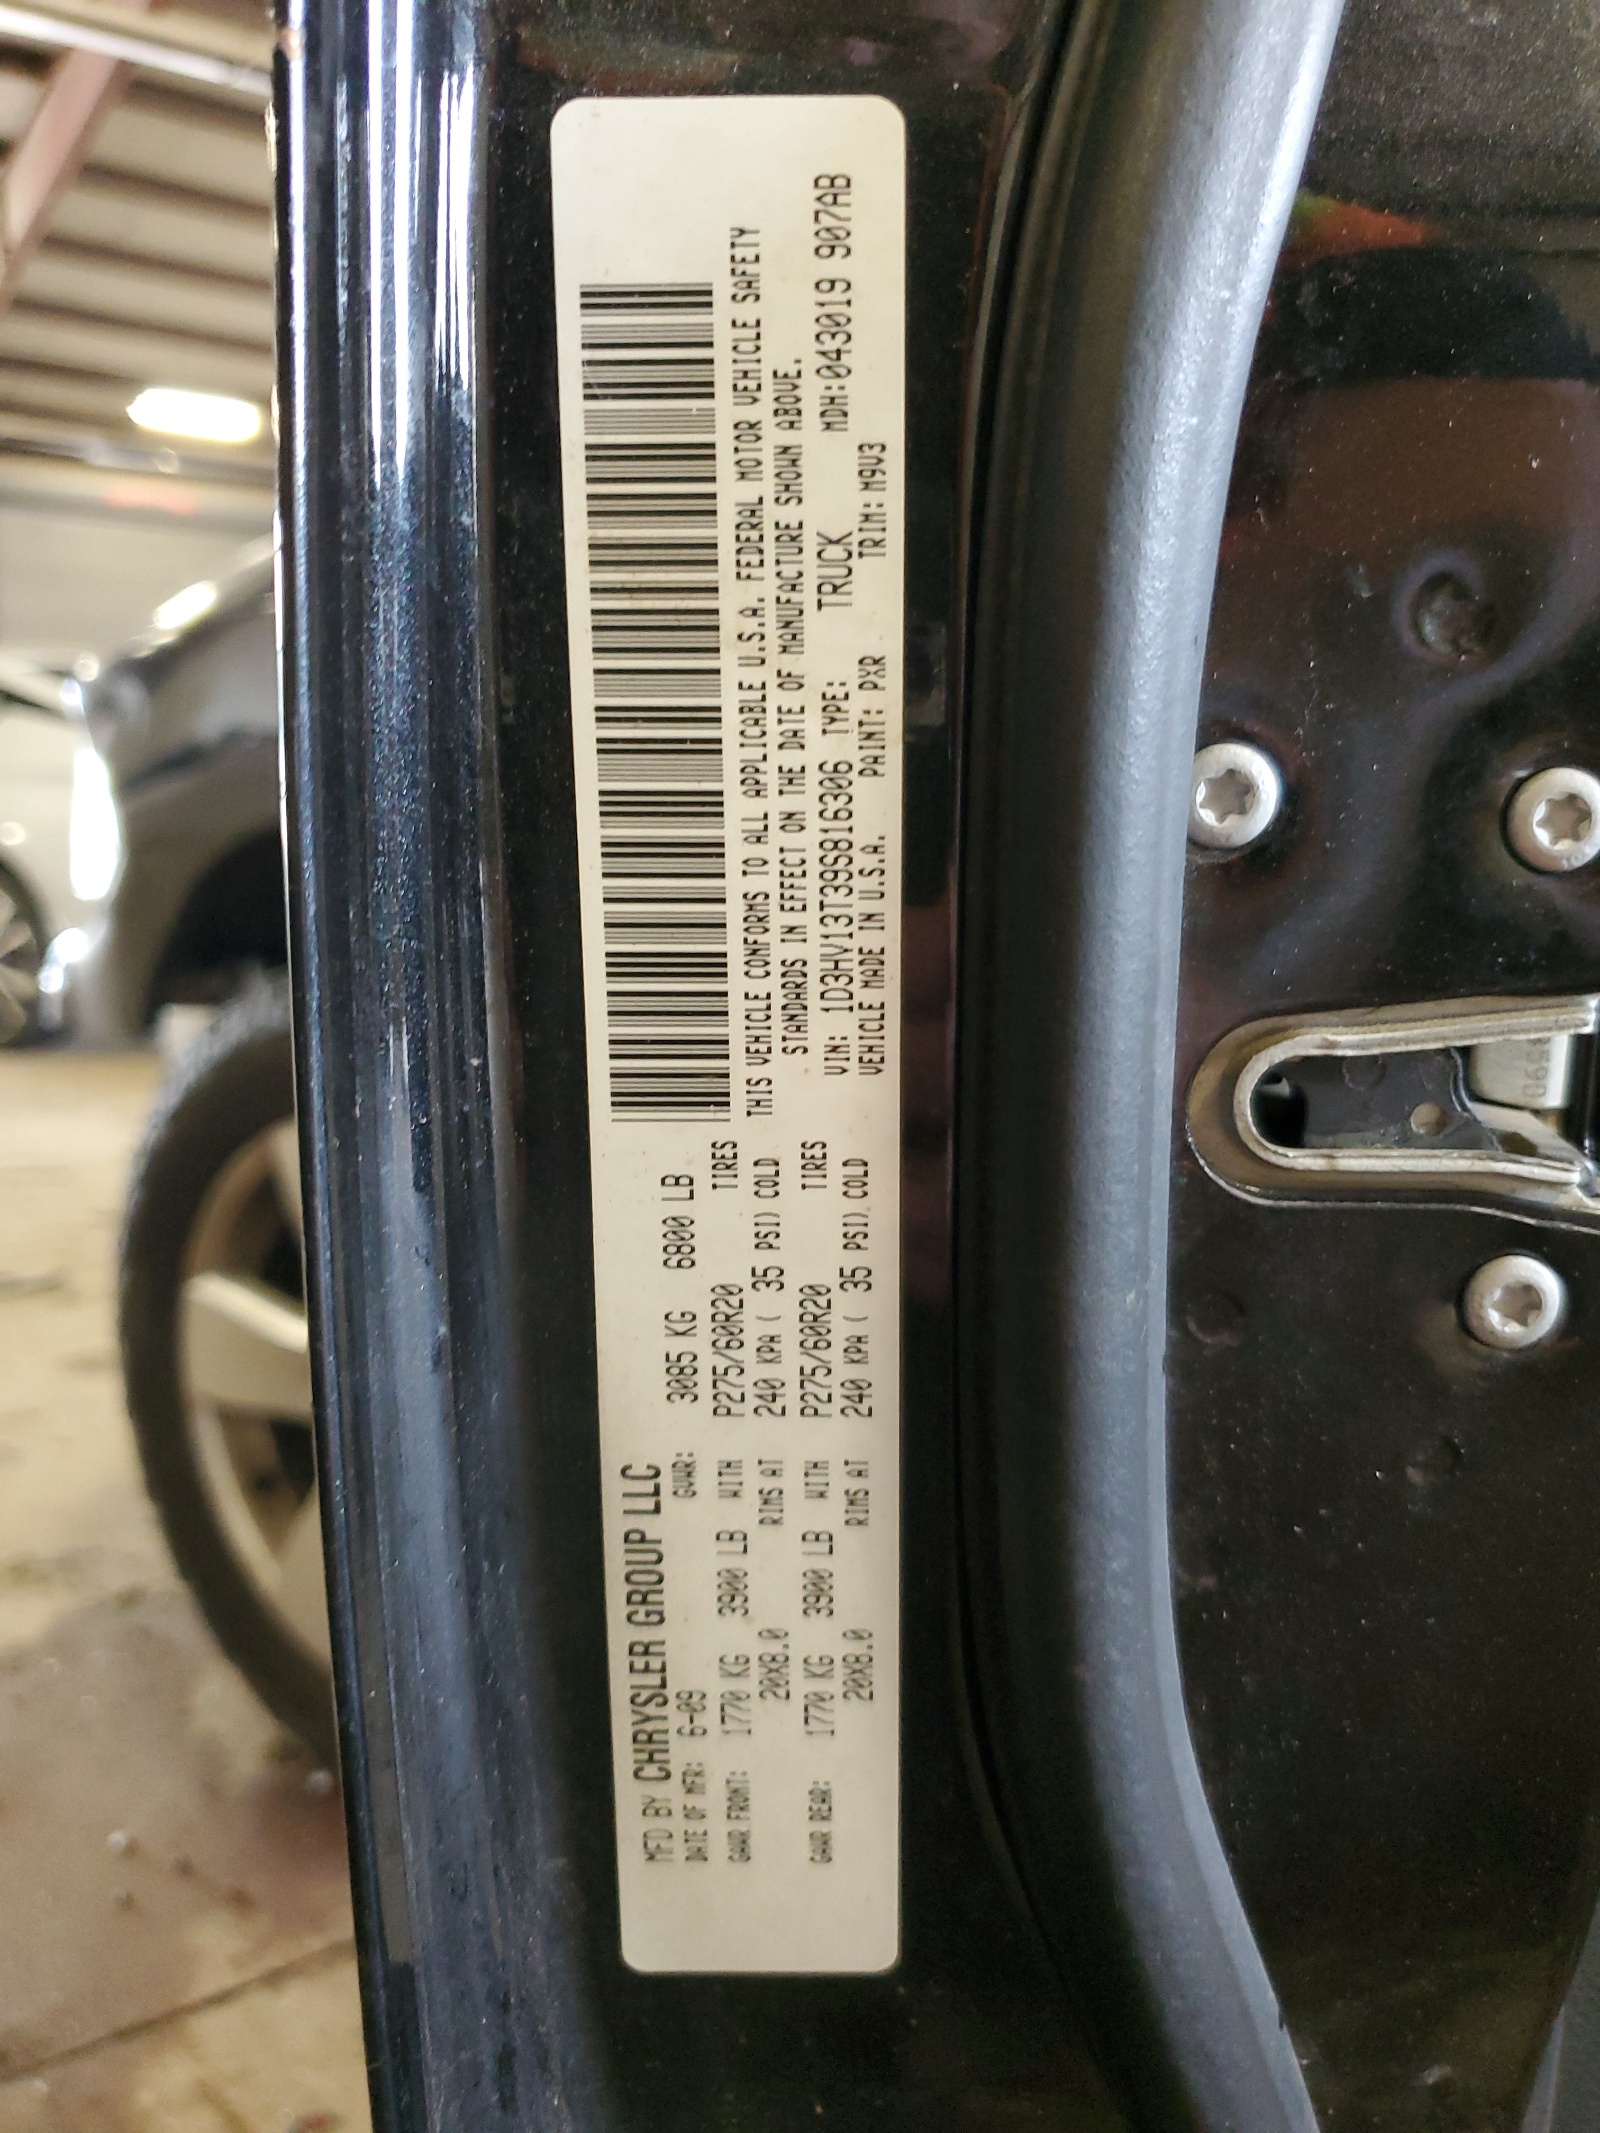 MFD BY CHRYSLER GROUP LLC
DATE OF MFR: 6-09 GVWR: 3085 KG 6800 LB
GAWR FRONT: 1770 KG 3900 LB WITH P275/60R20 TIRES
20X8.0 RIMS AT 240 KPA ( 35 PSI) COLD
GAWR REAR: 1770 KG 3900 LB WITH P275/60R20 TIRES
20X8.0 RIMS AT 240 KPA ( 35 PSI) COLD
THIS VEHICLE CONFORMS TO ALL APPLICABLE U.S.A. FEDERAL MOTOR VEHICLE SAFETY
STANDARDS IN EFFECT ON THE DATE OF MANUFACTURE SHOWN ABOVE.
VIN: 1D3HV13T39S816306 TYPE: TRUCK MDH:043019 907AB
VEHICLE MADE IN U.S.A. PAINT: PXR TRIM: M9V3